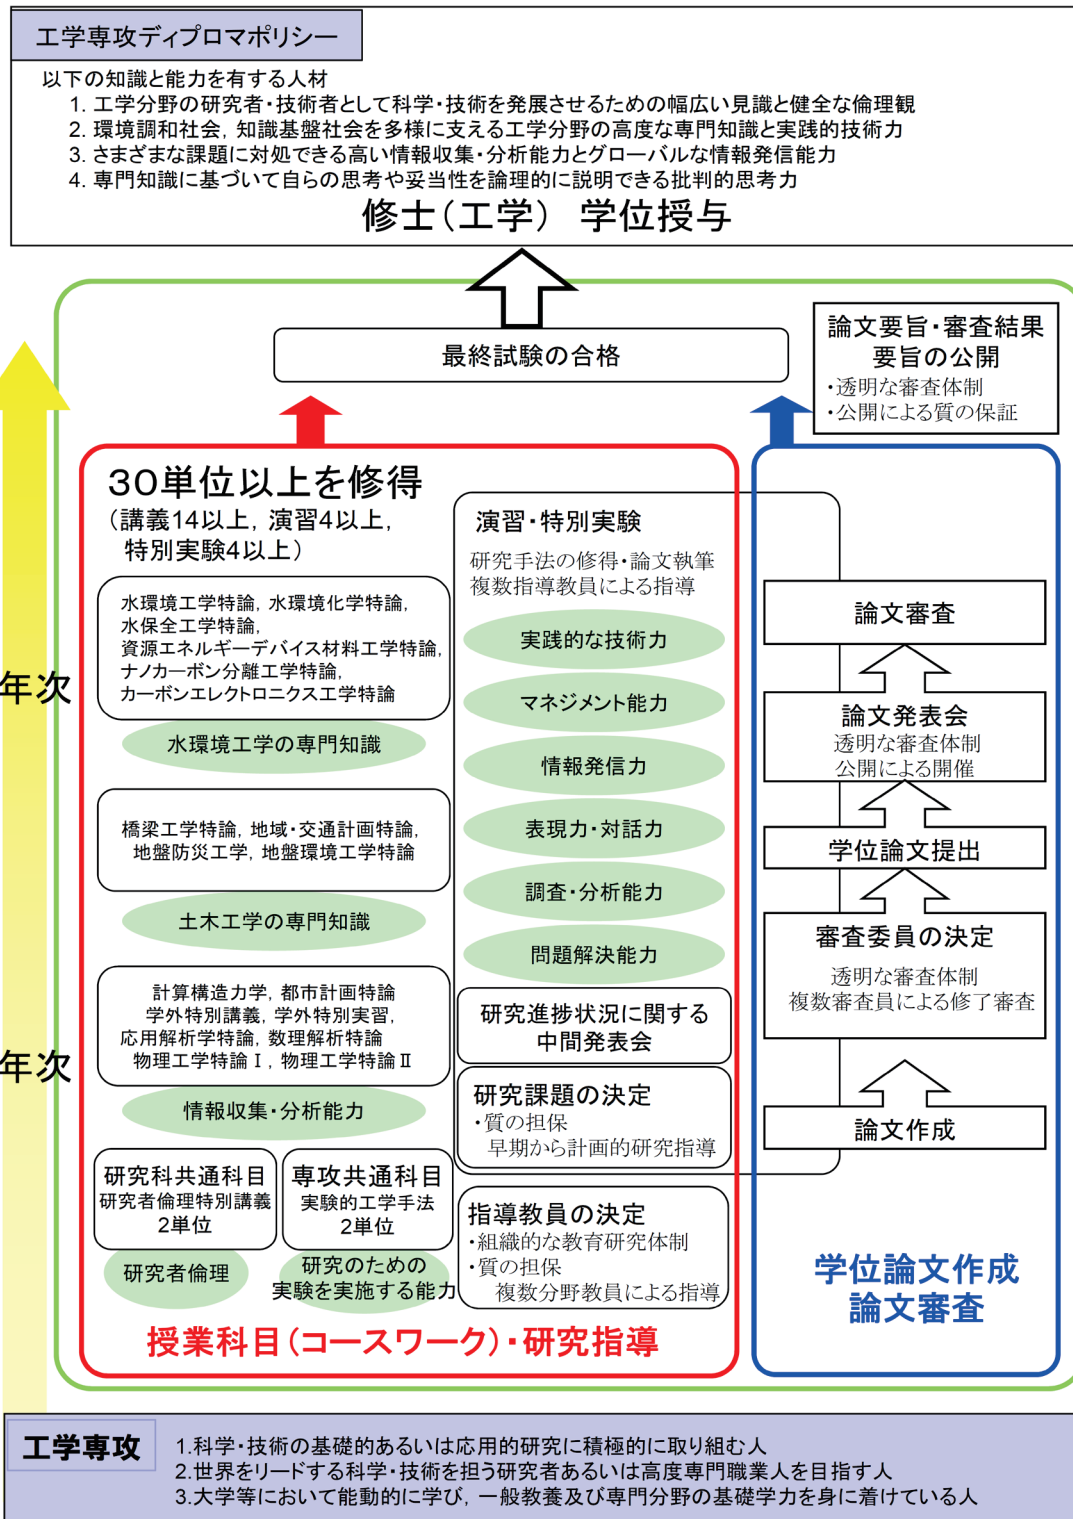 工学専攻ディプロマポリシー
以下の知識と能力を有する人材
1. 工学分野の研究者・技術者として科学・技術を発展させるための幅広い見識と健全な倫理観
2. 環境調和社会, 知識基盤社会を多様に支える工学分野の高度な専門知識と実践的技術力
3. さまざまな課題に対処できる高い情報収集・分析能力とグローバルな情報発信能力
4. 専門知識に基づいて自らの思考や妥当性を論理的に説明できる批判的思考力
修士（工学） 学位授与
最終試験の合格
論文要旨・審査結果
要旨の公開
・透明な審査体制
・公開による質の保証
30単位以上を修得
（講義14以上, 演習4以上,
特別実験4以上）
水環境工学特論, 水環境化学特論,
水保全工学特論,
資源エネルギーデバイス材料工学特論,
ナノカーボン分離工学特論,
カーボンエレクトロニクス工学特論
水環境工学の専門知識
橋梁工学特論, 地域・交通計画特論,
地盤防災工学, 地盤環境工学特論
土木工学の専門知識
計算構造力学, 都市計画特論
学外特別講義, 学外特別実習,
応用解析学特論, 数理解析特論
物理工学特論Ⅰ, 物理工学特論Ⅱ
情報収集・分析能力
研究科共通科目
研究者倫理特別講義
2単位
研究者倫理
専攻共通科目
実験的工学手法
2単位
研究のための
実験を実施する能力
演習・特別実験
研究手法の修得・論文執筆
複数指導教員による指導
実践的な技術力
マネジメント能力
情報発信力
表現力・対話力
調査・分析能力
問題解決能力
研究進捗状況に関する
中間発表会
研究課題の決定
・質の担保
早期から計画的研究指導
指導教員の決定
・組織的な教育研究体制
・質の担保
複数分野教員による指導
授業科目（コースワーク）・研究指導
論文審査
論文発表会
透明な審査体制
公開による開催
学位論文提出
審査委員の決定
透明な審査体制
複数審査員による修了審査
論文作成
学位論文作成
論文審査
年次
年次
工学専攻
1.科学・技術の基礎的あるいは応用的研究に積極的に取り組む人
2.世界をリードする科学・技術を担う研究者あるいは高度専門職業人を目指す人
3.大学等において能動的に学び, 一般教養及び専門分野の基礎学力を身に着けている人